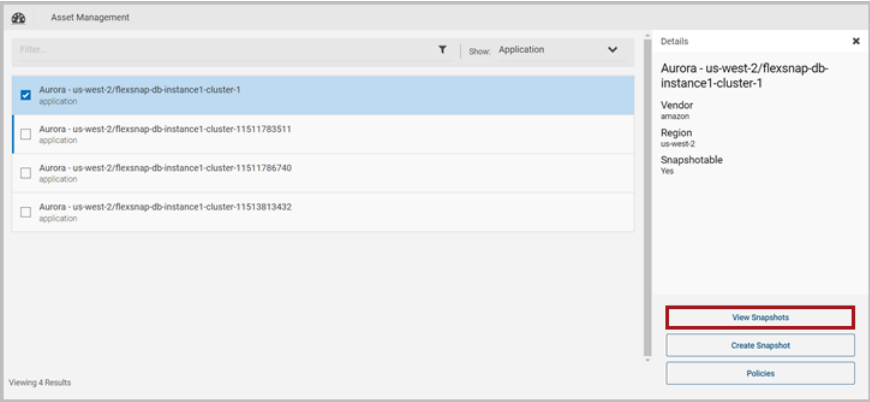 Asset Management
Filter...
Show: Application
Aurora - us-west-2/flexsnap-db-instance1-cluster-1
application
Aurora - us-west-2/flexsnap-db-instance1-cluster-11511783511
application
Aurora - us-west-2/flexsnap-db-instance1-cluster-11511786740
application
Aurora - us-west-2/flexsnap-db-instance1-cluster-11513813432
application
Viewing 4 Results
Details
Aurora - us-west-2/flexsnap-db-
instance1-cluster-1
Vendor
amazon
Region
us-west-2
Snapshotable
Yes
View Snapshots
Create Snapshot
Policies